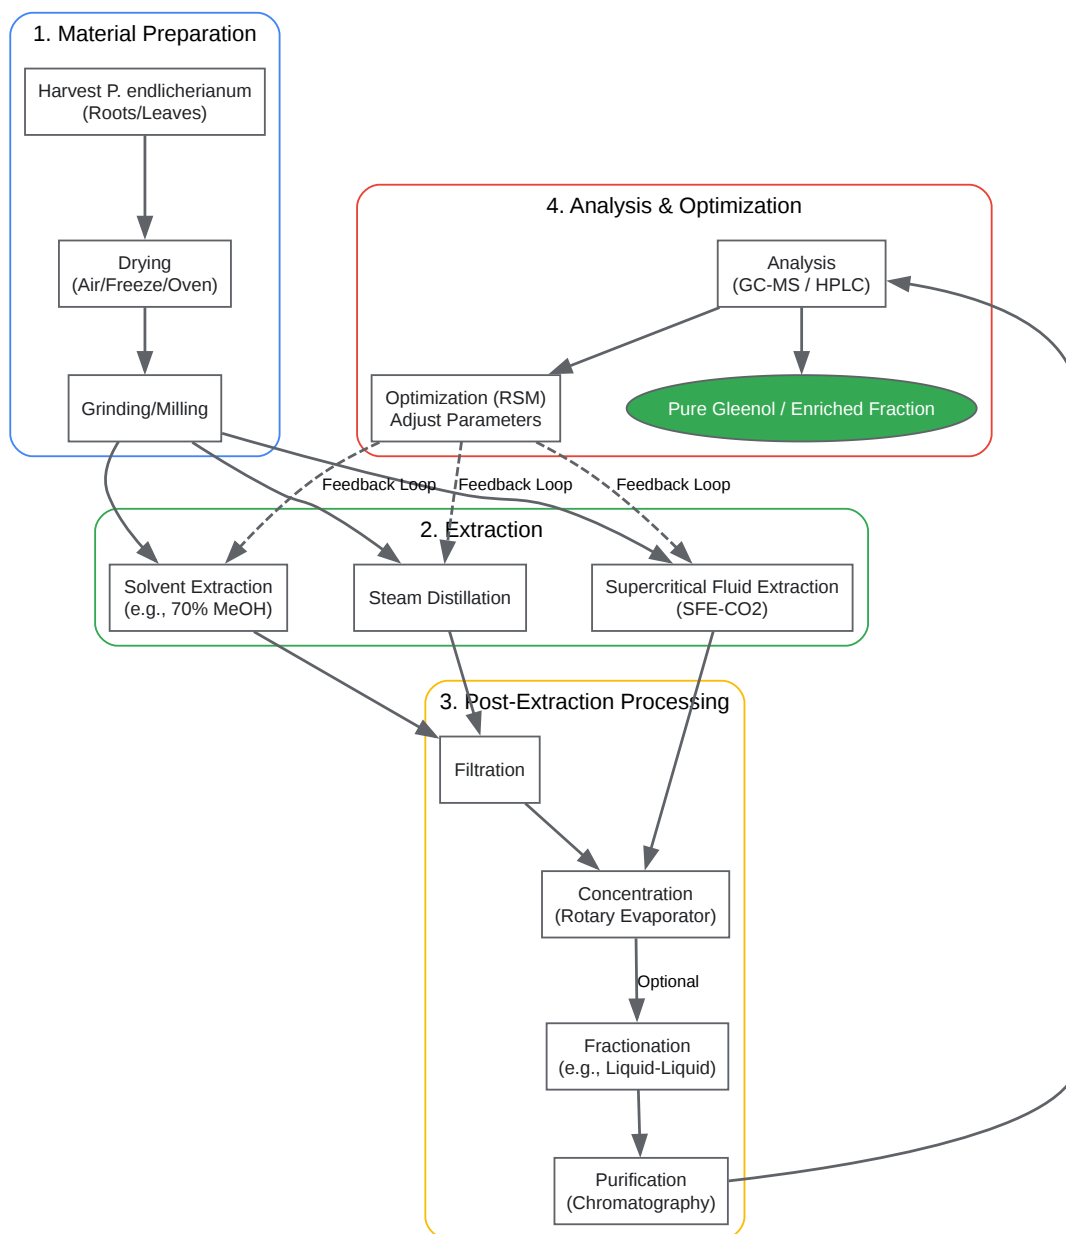 1. Material Preparation
Harvest P. endlicherianum
(Roots/Leaves)
Drying
(Air/Freeze/Oven)
Grinding/Milling
4. Analysis & Optimization
Analysis
(GC-MS / HPLC)
Optimization (RSM)
Adjust Parameters
Pure Gleenol / Enriched Fraction
Feedback Loop
Feedback Loop
Feedback Loop
2. Extraction
Solvent Extraction
(e.g., 70% MeOH)
Steam Distillation
Supercritical Fluid Extraction
(SFE-CO2)
3. Post-Extraction Processing
Filtration
Concentration
(Rotary Evaporator)
Optional
Fractionation
(e.g., Liquid-Liquid)
Purification
(Chromatography)